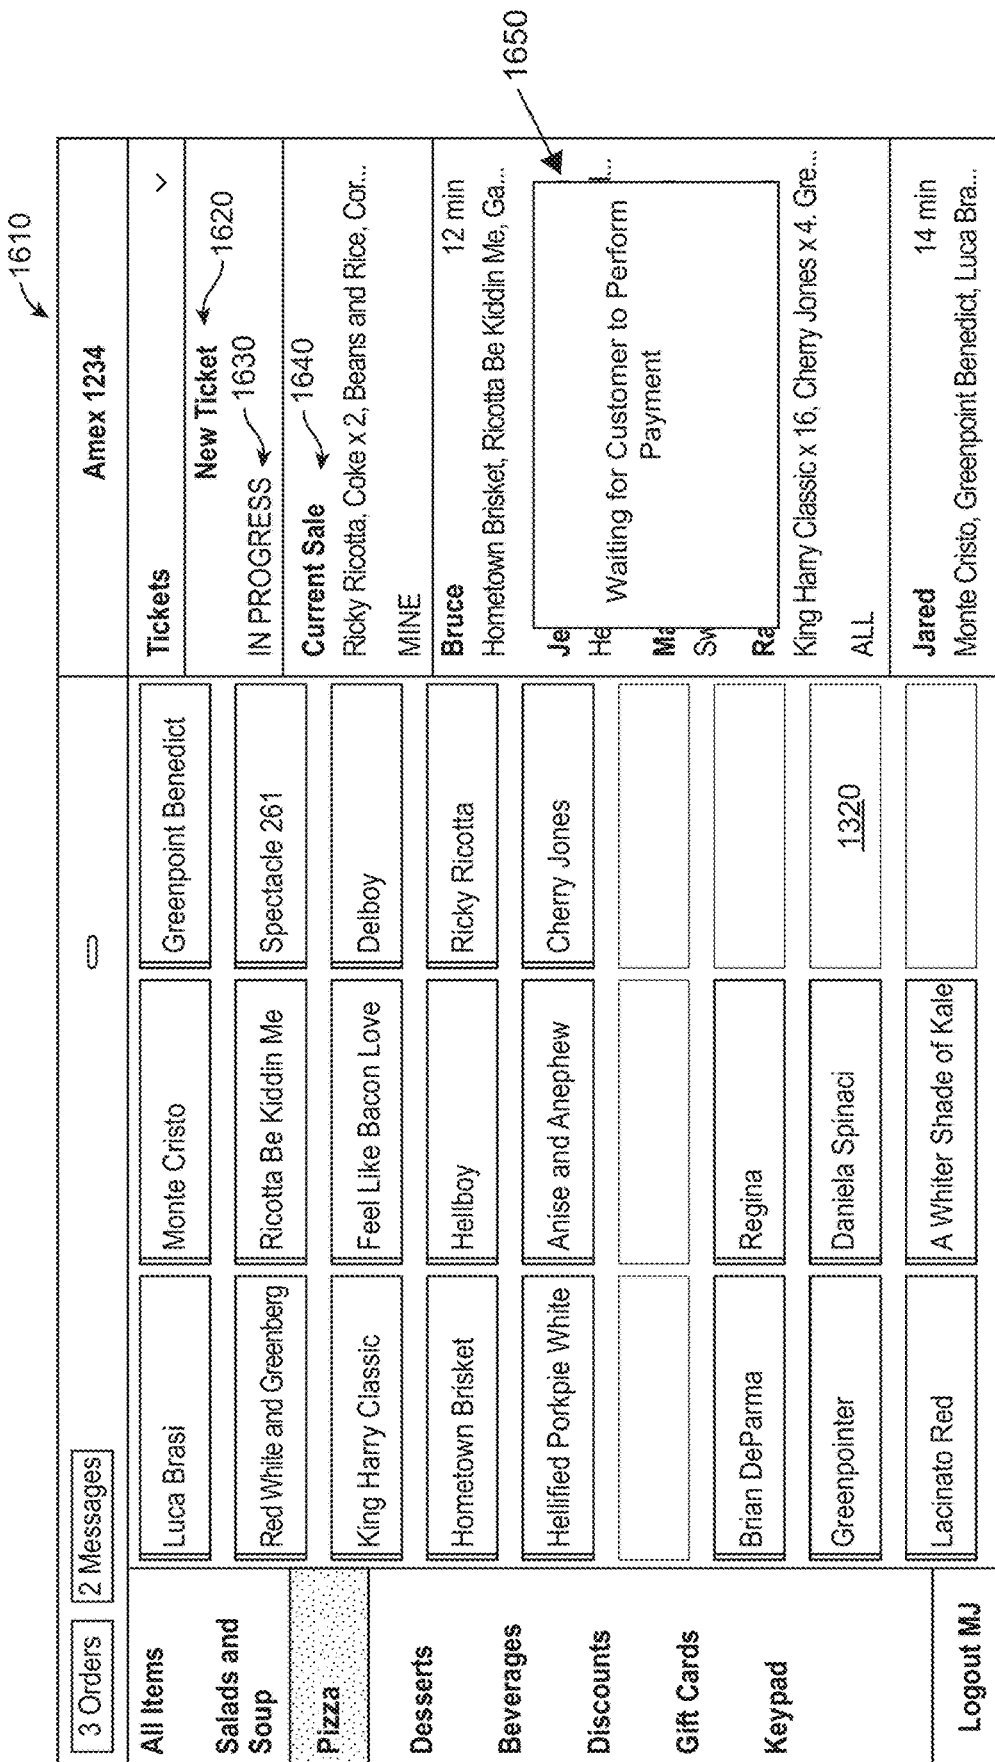 1610
3 Orders
2 Messages
Amex 1234
All Items
Salads and
Soup
Pizza
Desserts
Beverages
Discounts
Gift Cards
Keypad
Logout MJ
Luca Brasi
Monte Cristo
Greenpoint Benedict
Red White and Greenberg
Ricotta Be Kiddin Me
Spectacle 261
King Harry Classic
Feel Like Bacon Love
Delboy
Hometown Brisket
Hellboy
Ricky Ricotta
Hellified Porkpie White
Anise and Anephew
Cherry Jones
Brian DeParma
Regina
Greenpointer
Daniela Spinaci
1320
Lacinato Red
A Whiter Shade of Kale
Tickets
New Ticket
1620
IN PROGRESS
1630
Current Sale
1640
Ricky Ricotta, Coke x 2, Beans and Rice, Cor...
MINE
Bruce 12 min
Hometown Brisket, Ricotta Be Kiddin Me, Ga...
1650
Waiting for Customer to Perform
Payment
Je
He
Ma
Sw
Ra
King Harry Classic x 16, Cherry Jones x 4. Gre...
ALL
Jared 14 min
Monte Cristo, Greenpoint Benedict, Luca Bra...